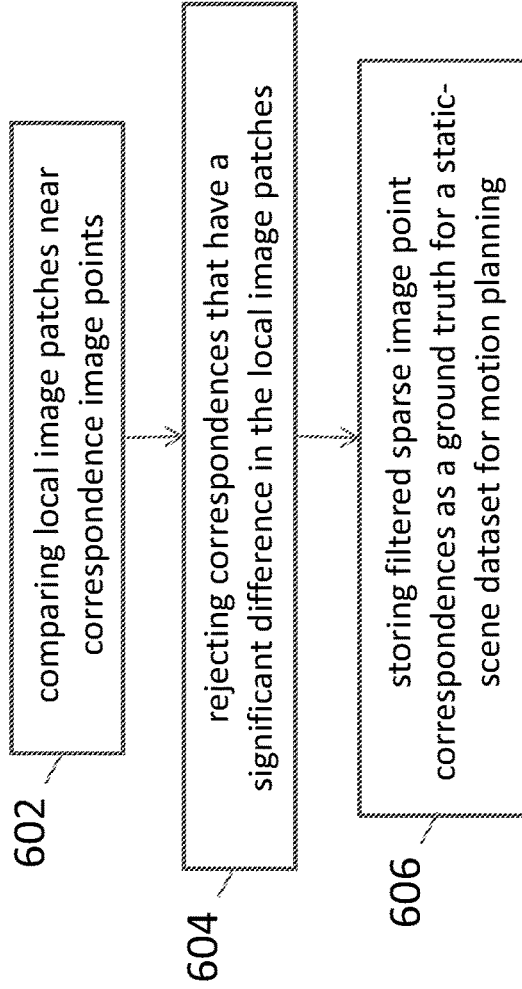 602
comparing local image patches near
correspondence image points
604
rejecting correspondences that have a
significant difference in the local image patches
606
storing filtered sparse image point
correspondences as a ground truth for a static-
scene dataset for motion planning